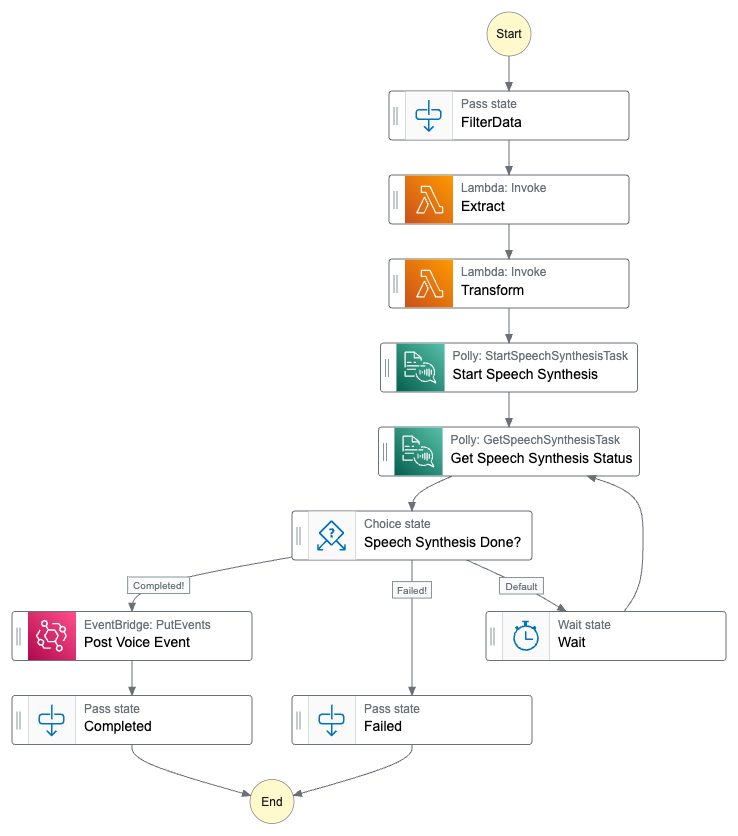 Start
Pass state
FilterData
Lambda: Invoke
Extract
Lambda: Invoke
Transform
Polly: StartSpeechSynthesisTask
Start Speech Synthesis
Polly: GetSpeechSynthesisTask
Get Speech Synthesis Status
Choice state
Speech Synthesis Done?
Completed!
Failed!
Default
EventBridge: PutEvents
Post Voice Event
Wait state
Wait
Pass state
Completed
Pass state
Failed
End